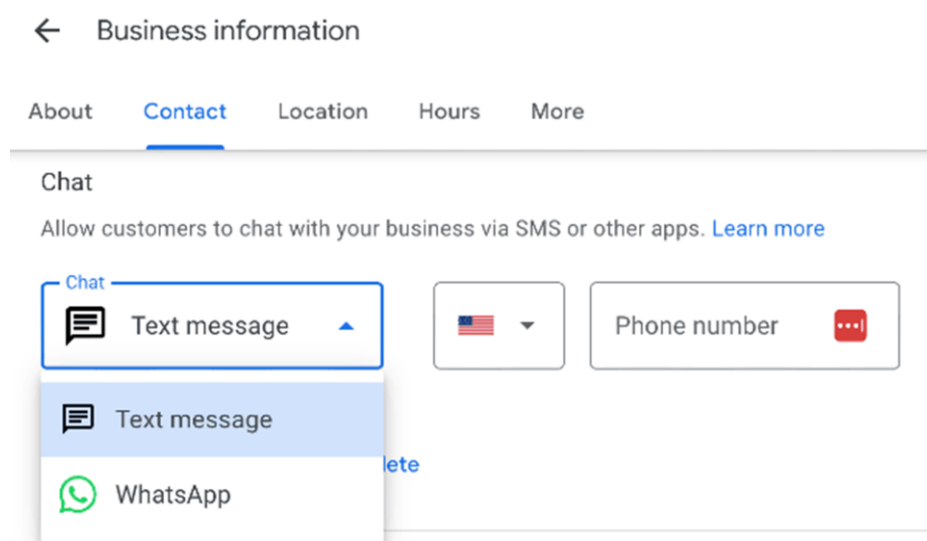 Business information
About Contact Location Hours More
Chat
Allow customers to chat with your business via SMS or other apps. Learn more
Chat
Text message Phone number
Text message
lete
WhatsApp